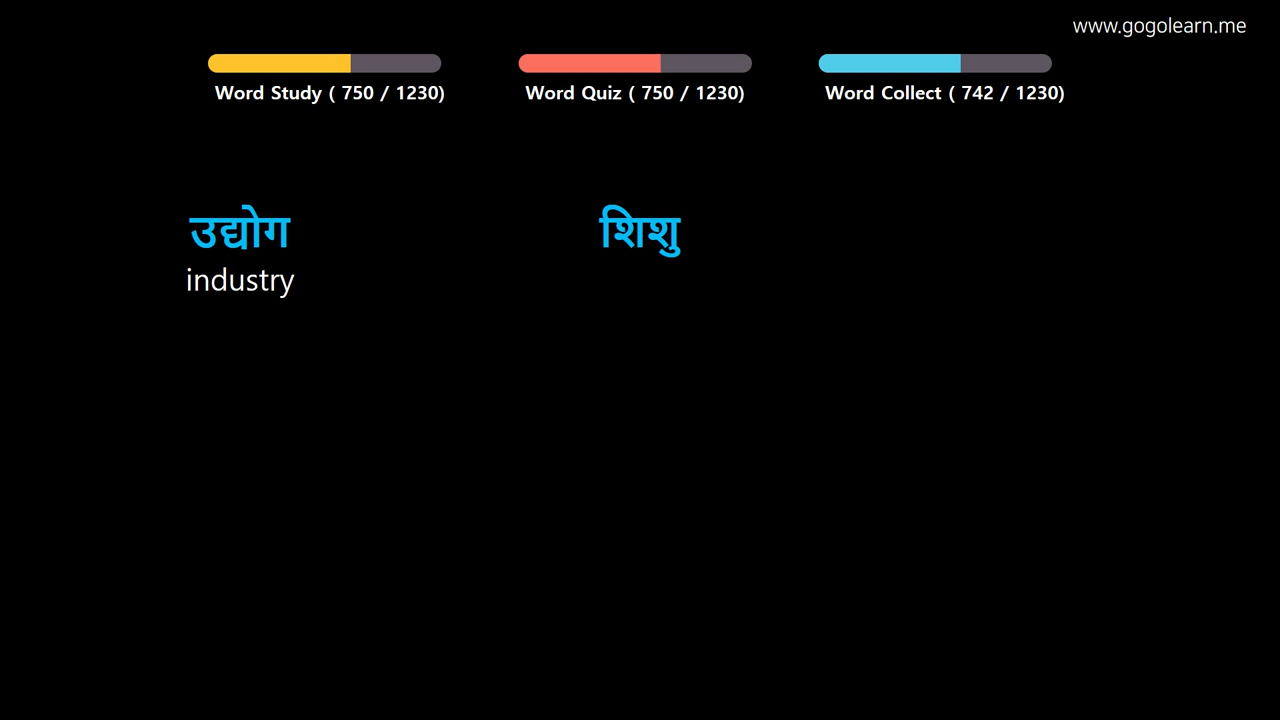 www.gogolearn.me
Word Study ( 750 / 1230)
Word Quiz ( 750 / 1230)
Word Collect ( 742 / 1230)
उद्योग
industry
शिशु